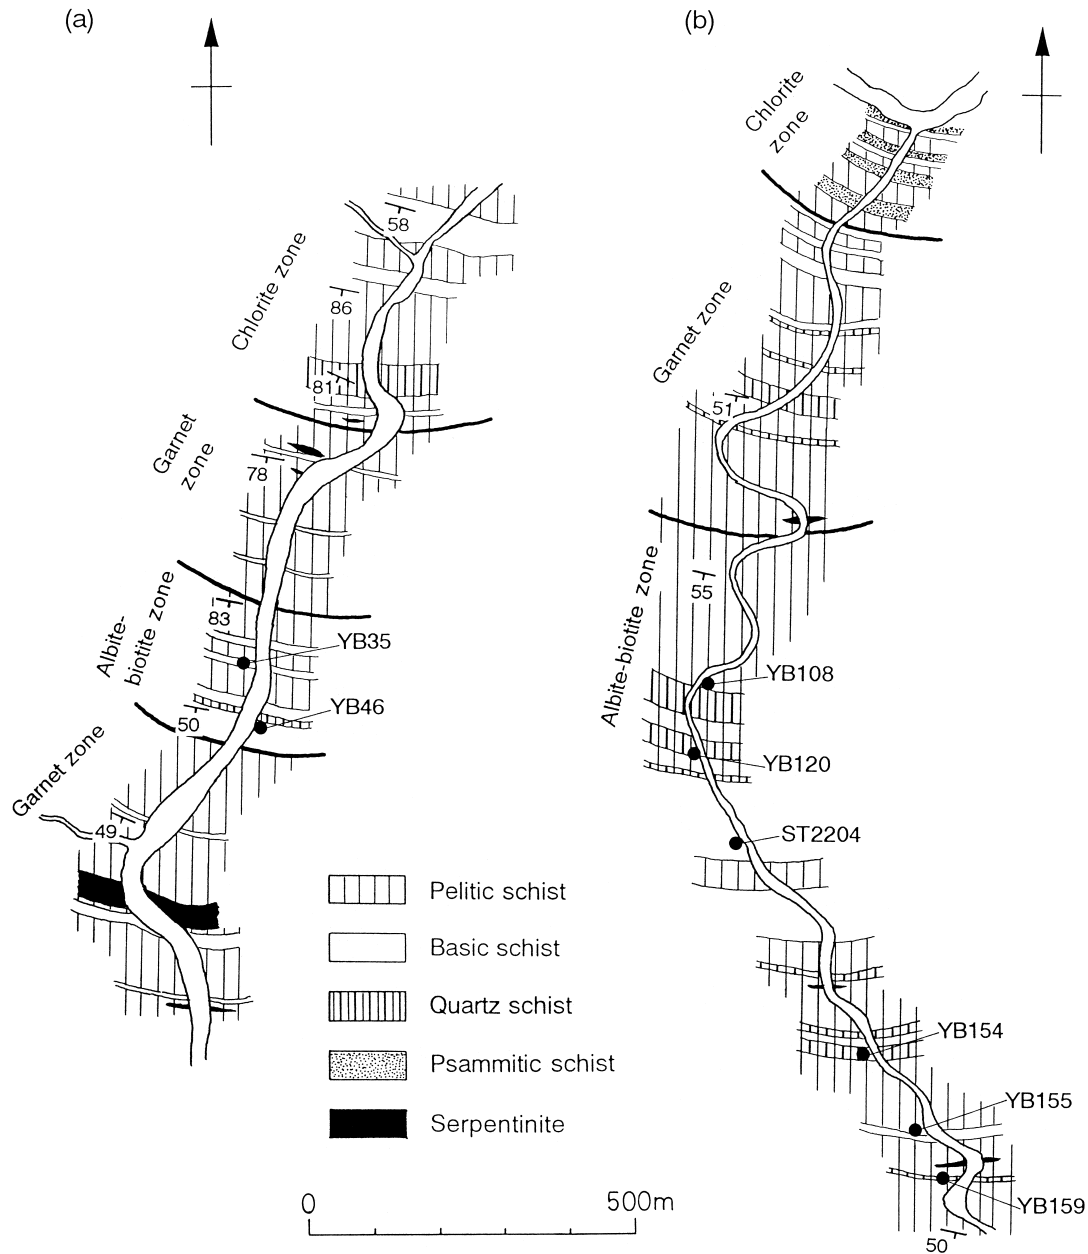 (a)
(b)
Chlorite
zone
58
Chlorite zone
86
81
Garnet zone
51
Garnet
zone
78
Albite-
biotite zone
83
YB35
YB46
50
Garnet zone
49
Albite-biotite zone
55
YB108
YB120
ST2204
YB154
YB155
YB159
50
Pelitic schist
Basic schist
Quartz schist
Psammitic schist
Serpentinite
0
500m